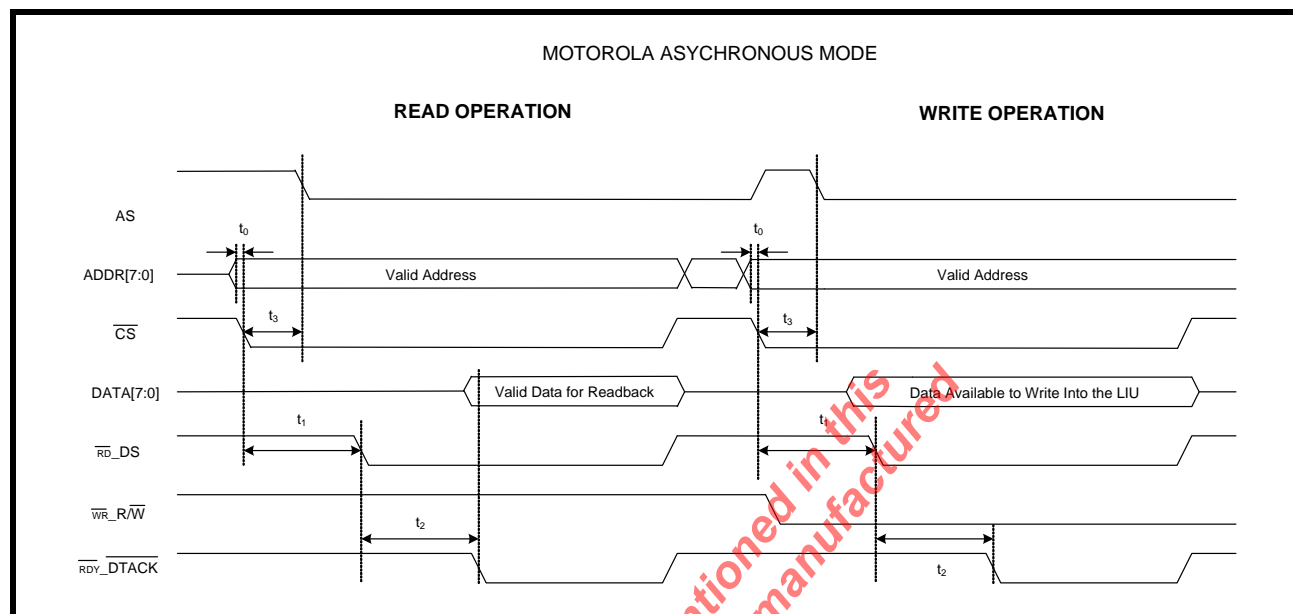 MOTOROLA ASYCHRONOUS MODE
READ OPERATION
WRITE OPERATION
AS
t0
t0
ADDR[7:0]
Valid Address
Valid Address
CS
t3
t3
DATA[7:0]
Valid Data for Readback
Data Available to Write Into the LIU
t1
t1
RD_DS
WR_R/W
t2
t2
RDY_DTACK
tioned in this
manufactured